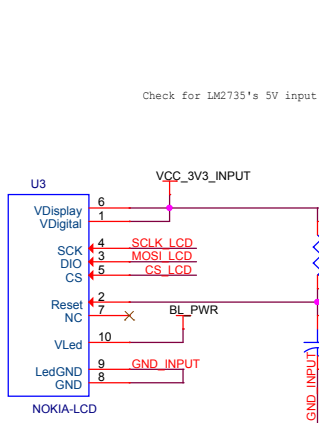 Check for LM2735's 5V input
VCC_3V3_INPUT
U3
VDisplay 6
VDigital 1
SCK 4 SCLK_LCD
DIO 3 MOSI_LCD
CS 5 CS_LCD
Reset 2
NC 7
BL_PWR
VLed 10
LedGND 9 GND_INPUT
GND 8
GND_INPUT
NOKIA-LCD